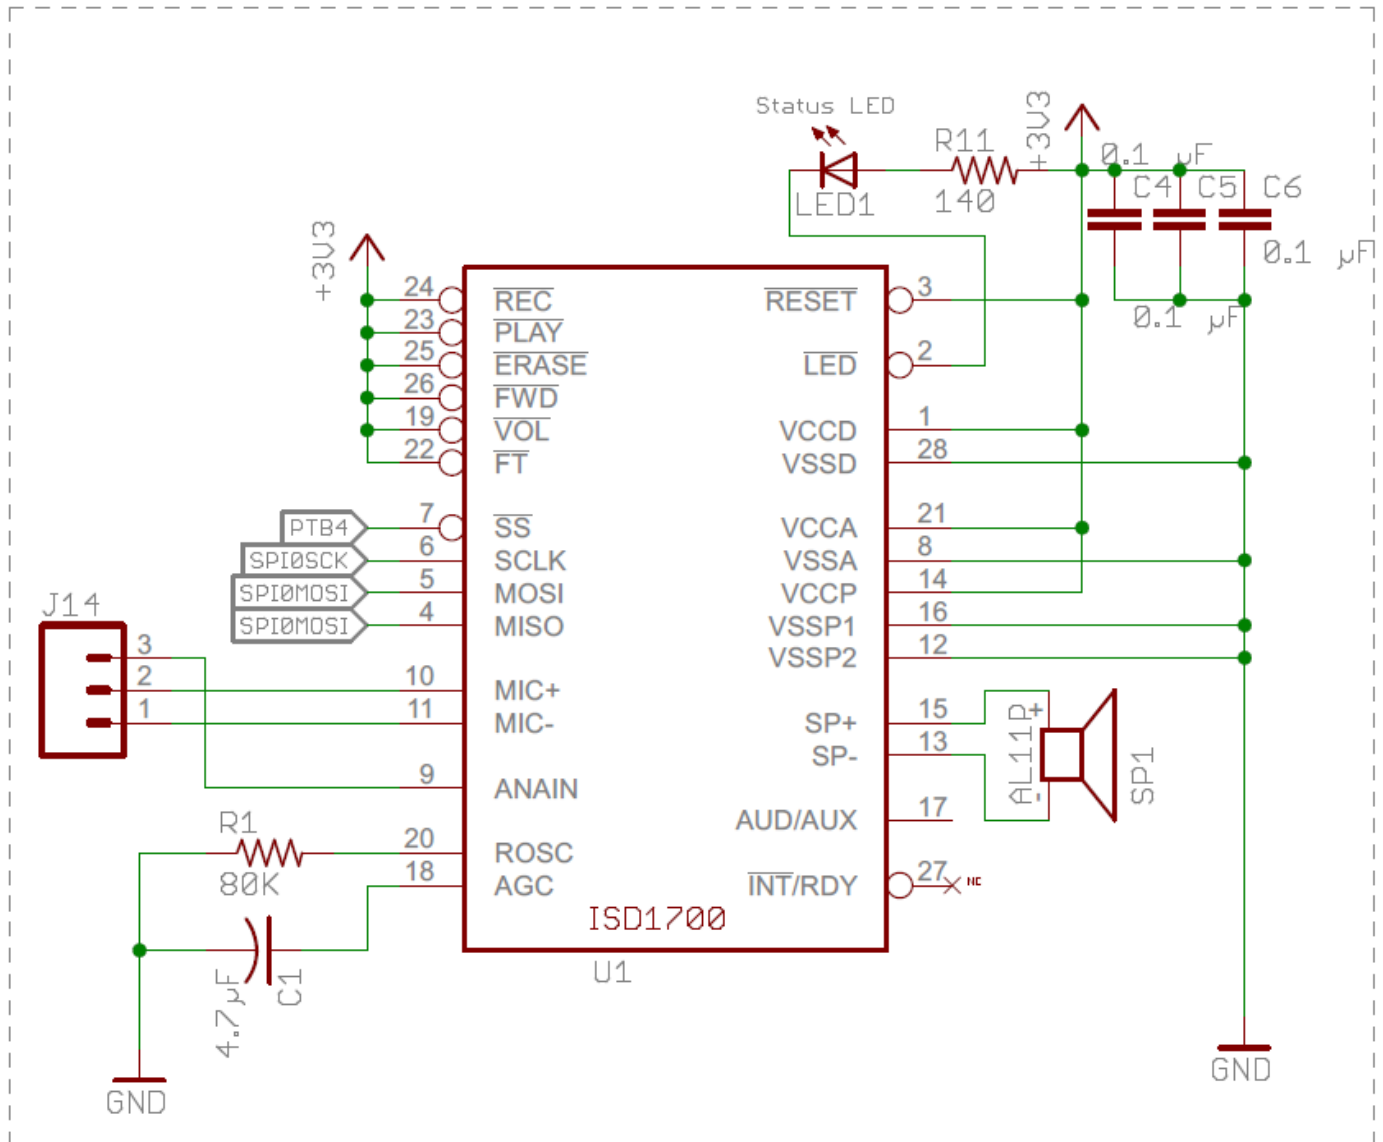 Status LED
R11
+3V3
0.1 µF
C4
C5
C6
LED1
140
0.1 µF
0.1 µF
+3V3
24 REC
23 PLAY
25 ERASE
26 FWD
19 VOL
22 FT
PTB4 7 SS
SPI0SCK 6 SCLK
SPI0MOSI 5 MOSI
SPI0MOSI 4 MISO
J14
3
2
1
10 MIC+
11 MIC-
9 ANAIN
R1
80K
20 ROSC
18 AGC
4.7µF
C1
GND
RESET 3
LED 2
VCCD 1
VSSD 28
VCCA 21
VSSA 8
VCCP 14
VSSP1 16
VSSP2 12
SP+ 15
SP- 13
AUD/AUX 17
INT/RDY 27 NC
ISD1700
U1
AL11P
+
-
SP1
GND